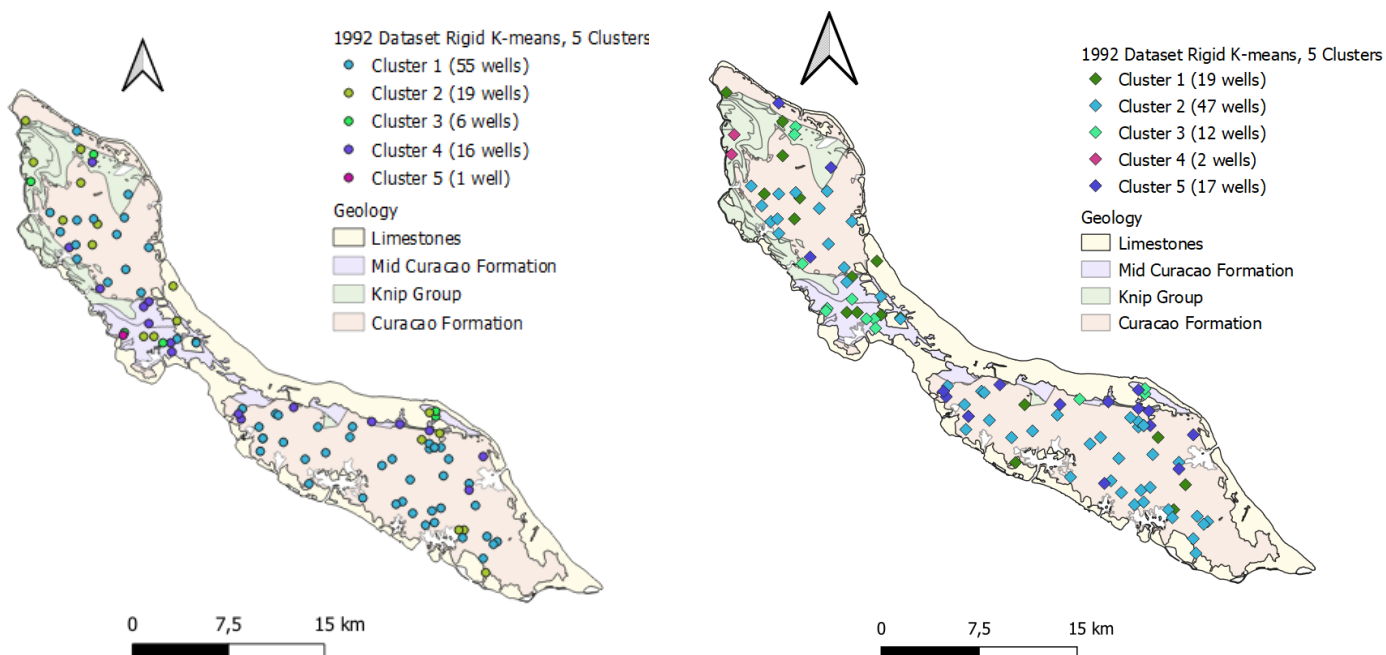 1992 Dataset Rigid K-means, 5 Clusters
Cluster 1 (55 wells)
Cluster 2 (19 wells)
Cluster 3 (6 wells)
Cluster 4 (16 wells)
Cluster 5 (1 well)
Geology
Limestones
Mid Curacao Formation
Knip Group
Curacao Formation
0 7,5 15 km
1992 Dataset Rigid K-means, 5 Clusters
Cluster 1 (19 wells)
Cluster 2 (47 wells)
Cluster 3 (12 wells)
Cluster 4 (2 wells)
Cluster 5 (17 wells)
Geology
Limestones
Mid Curacao Formation
Knip Group
Curacao Formation
0 7,5 15 km